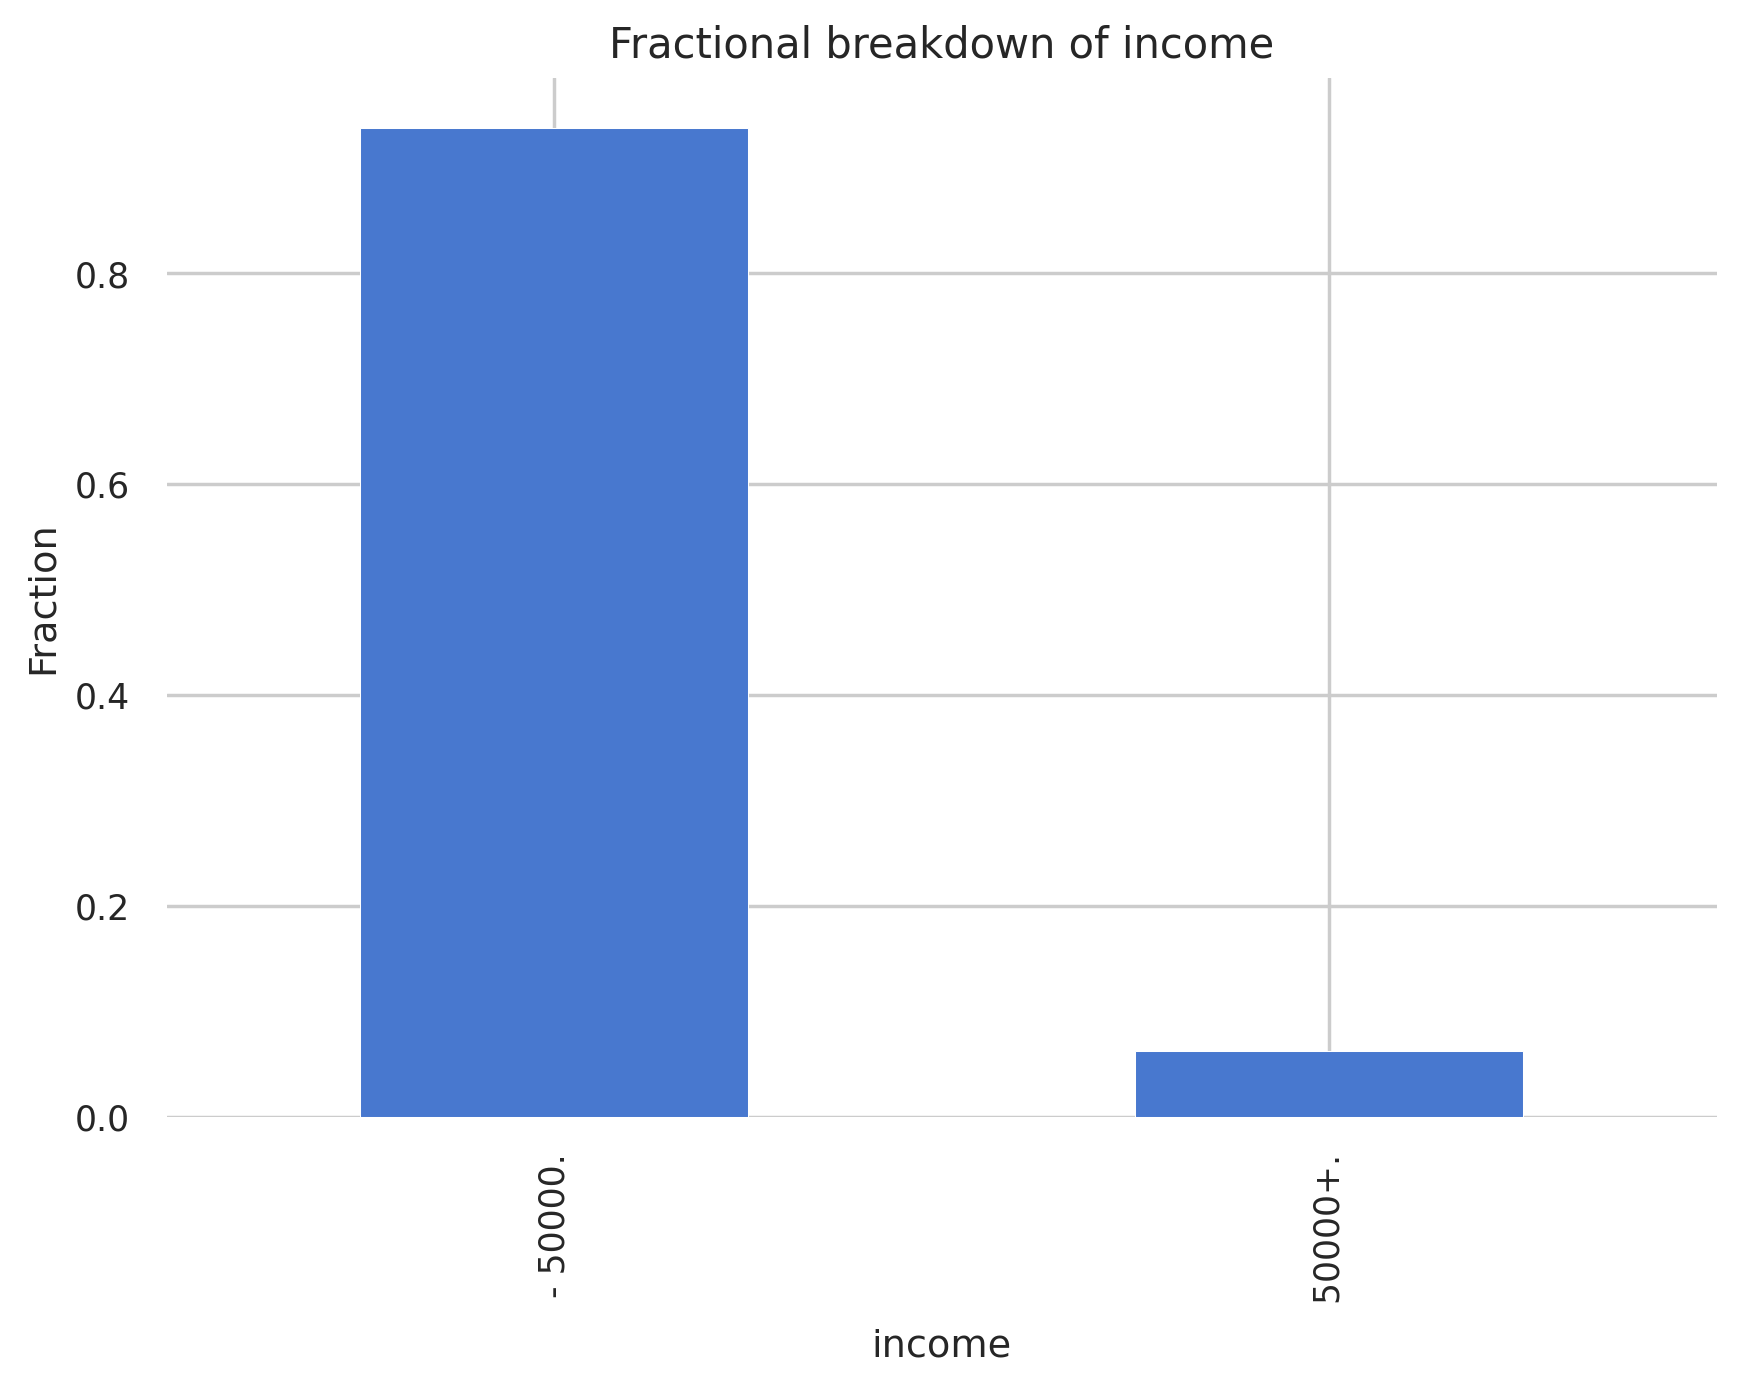 Fractional breakdown of income
Fraction
0.8
0.6
0.4
0.2
0.0
- 50000.
50000+.
income